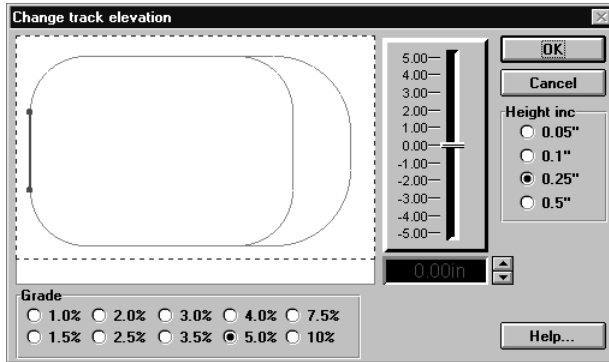 Change track elevation
5.00
4.00
3.00
2.00
1.00
0.00
-1.00
-2.00
-3.00
-4.00
-5.00
0.00in
OK
Cancel
Height inc
0.05"
0.1"
0.25"
0.5"
Grade
1.0% 2.0% 3.0% 4.0% 7.5%
1.5% 2.5% 3.5% 5.0% 10%
Help...